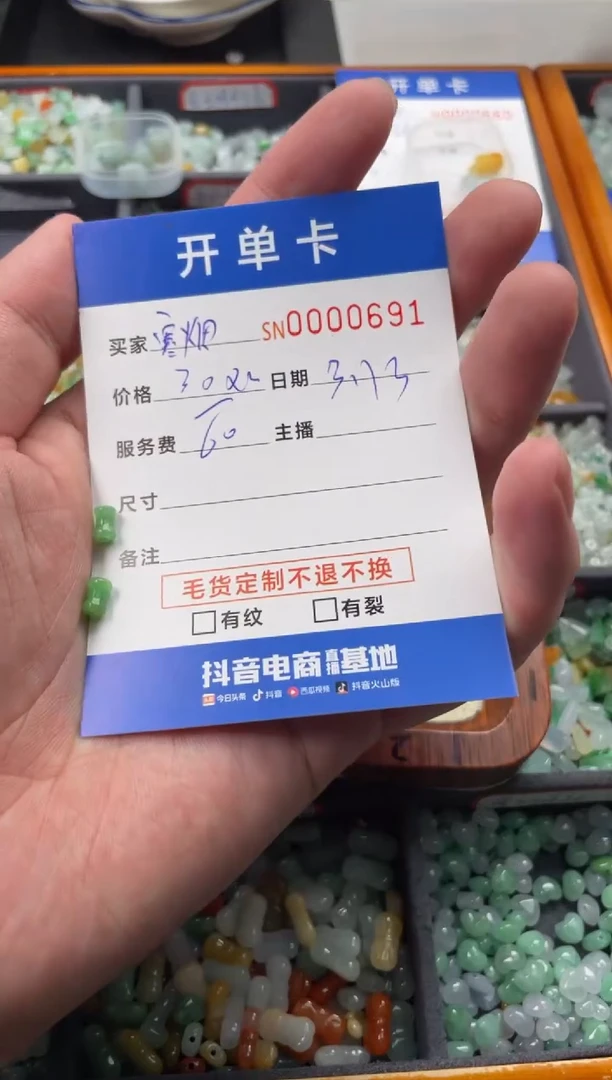 开单卡
开单卡
买家 寒烟 SN0000691
价格 日期 3.13
服务费 60 主播
尺寸
备注
毛货定制不退不换
有纹 有裂
抖音电商直播基地
今日头条 抖音 西瓜视频 抖音火山版